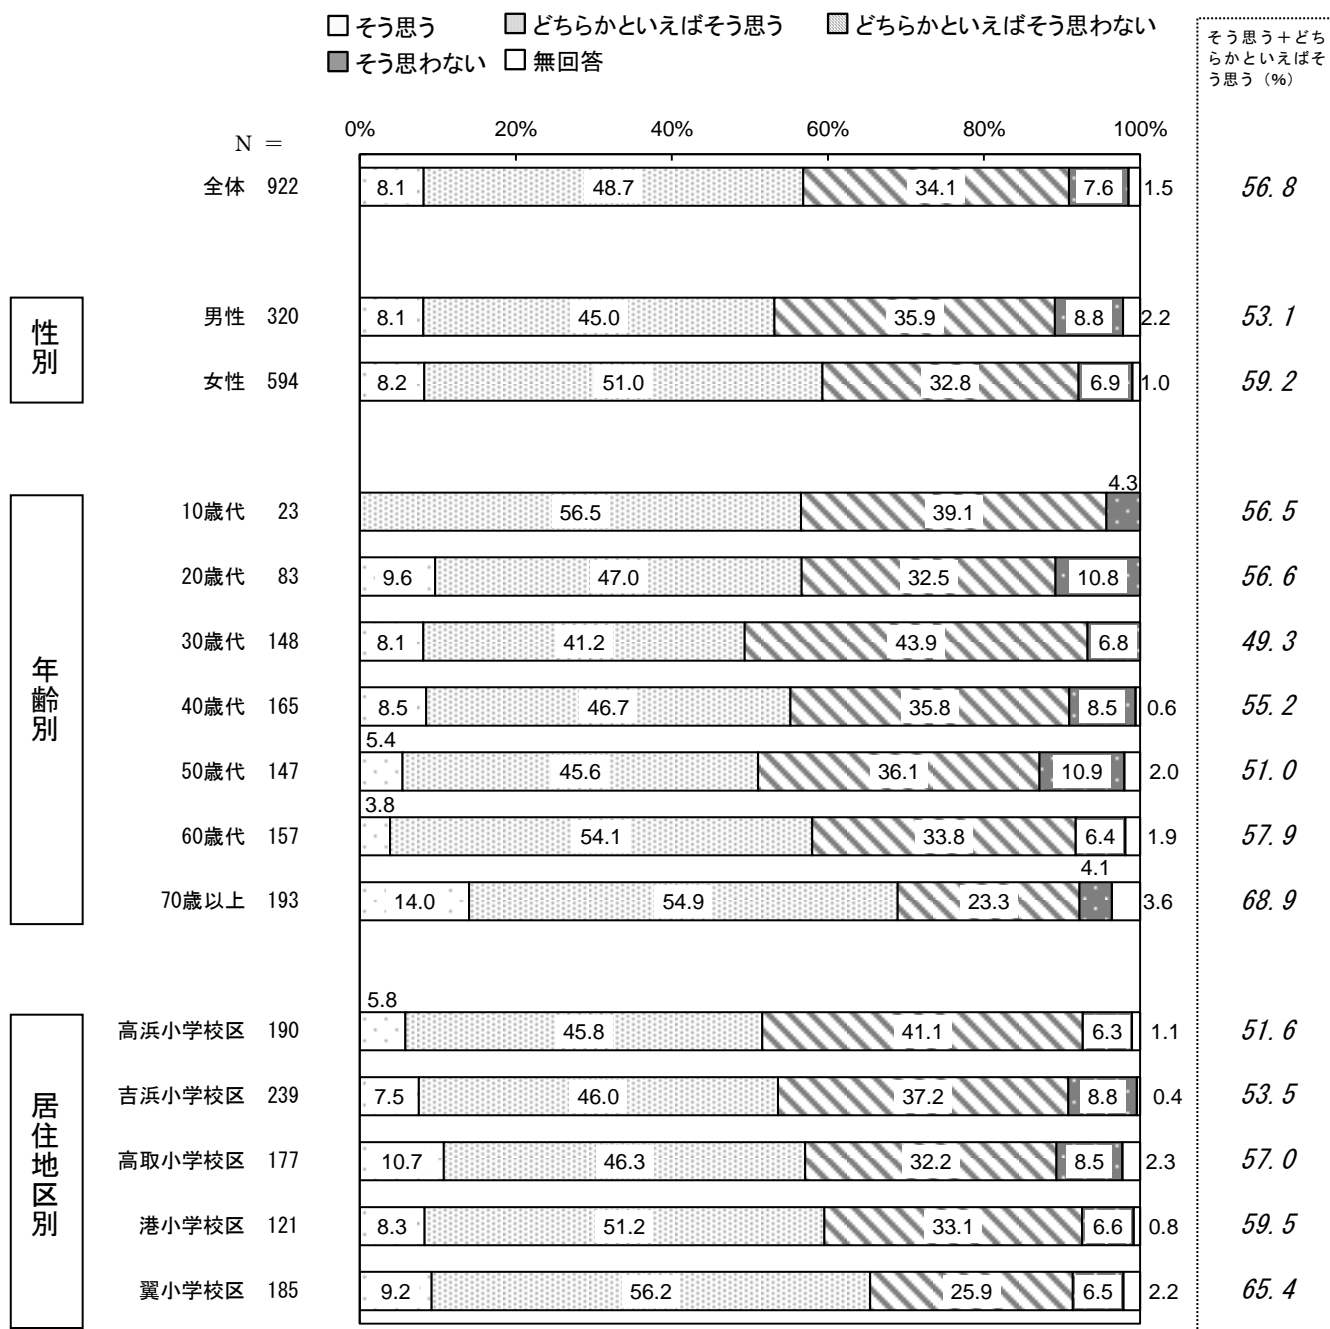 そう思う どちらかといえばそう思う どちらかといえばそう思わない
そう思わない 無回答
そう思う＋どち
らかといえばそ
う思う（％）
N =
0% 20% 40% 60% 80% 100%
全体 922 8.1 48.7 34.1 7.6 1.5 56.8
性別
男性 320 8.1 45.0 35.9 8.8 2.2 53.1
女性 594 8.2 51.0 32.8 6.9 1.0 59.2
年齢別
4.3
10歳代 23 56.5 39.1 56.5
20歳代 83 9.6 47.0 32.5 10.8 56.6
30歳代 148 8.1 41.2 43.9 6.8 49.3
40歳代 165 8.5 46.7 35.8 8.5 0.6 55.2
5.4
50歳代 147 45.6 36.1 10.9 2.0 51.0
3.8
60歳代 157 54.1 33.8 6.4 1.9 57.9
4.1
70歳以上 193 14.0 54.9 23.3 3.6 68.9
居住地区別
5.8
高浜小学校区 190 45.8 41.1 6.3 1.1 51.6
吉浜小学校区 239 7.5 46.0 37.2 8.8 0.4 53.5
高取小学校区 177 10.7 46.3 32.2 8.5 2.3 57.0
港小学校区 121 8.3 51.2 33.1 6.6 0.8 59.5
翼小学校区 185 9.2 56.2 25.9 6.5 2.2 65.4